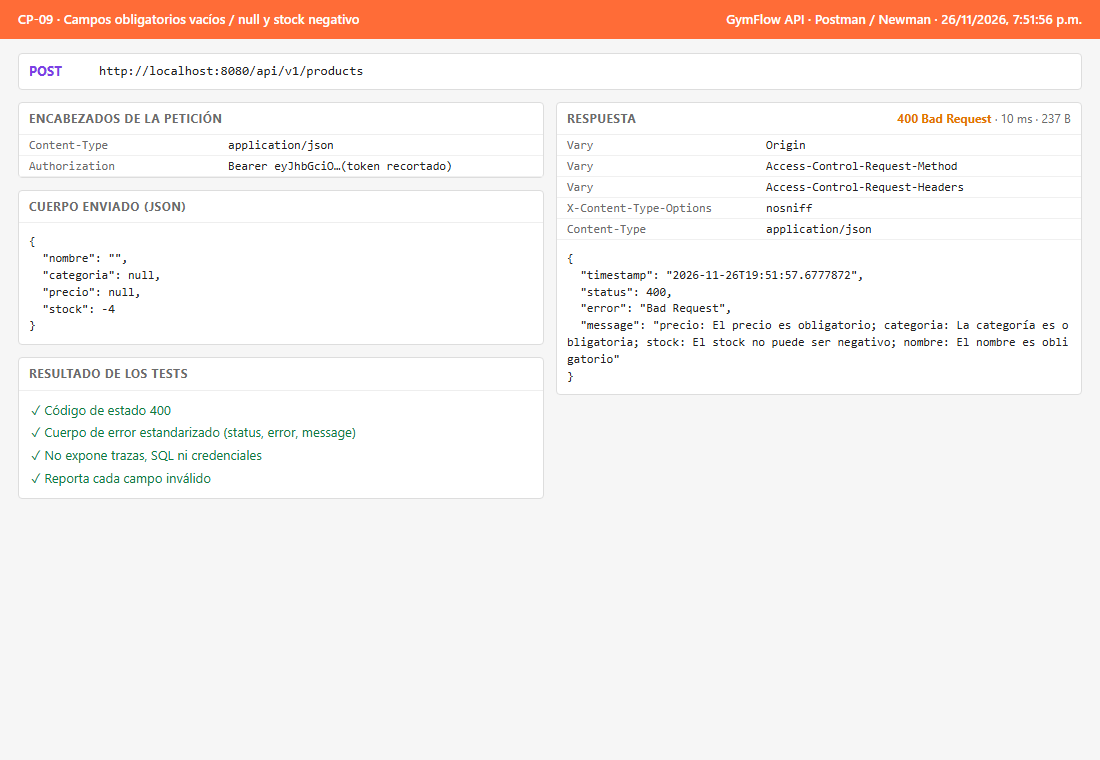 CP-09 · Campos obligatorios vacíos / null y stock negativo
GymFlow API · Postman / Newman · 26/11/2026, 7:51:56 p.m.
POST http://localhost:8080/api/v1/products
ENCABEZADOS DE LA PETICIÓN
Content-Type application/json
Authorization Bearer eyJhbGciO…(token recortado)
CUERPO ENVIADO (JSON)
{
"nombre": "",
"categoria": null,
"precio": null,
"stock": -4
}
RESULTADO DE LOS TESTS
✓ Código de estado 400
✓ Cuerpo de error estandarizado (status, error, message)
✓ No expone trazas, SQL ni credenciales
✓ Reporta cada campo inválido
RESPUESTA 400 Bad Request · 10 ms · 237 B
Vary Origin
Vary Access-Control-Request-Method
Vary Access-Control-Request-Headers
X-Content-Type-Options nosniff
Content-Type application/json
{
"timestamp": "2026-11-26T19:51:57.6777872",
"status": 400,
"error": "Bad Request",
"message": "precio: El precio es obligatorio; categoria: La categoría es o
bligatoria; stock: El stock no puede ser negativo; nombre: El nombre es obli
gatorio"
}